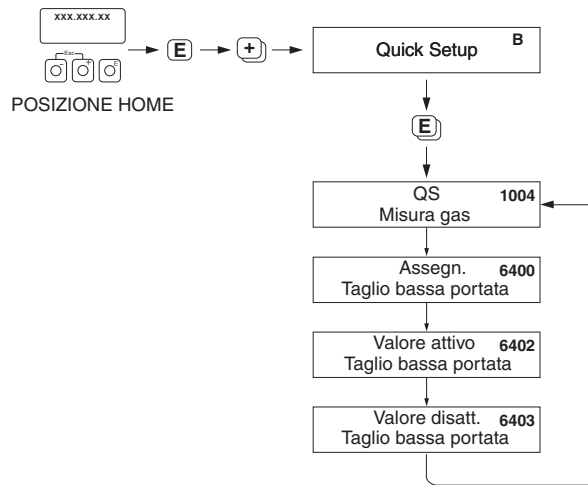 xxx.xxx.xx
Esc
- + E
POSIZIONE HOME
E
+
Quick Setup B
E
QS 1004
Misura gas
Assegn. 6400
Taglio bassa portata
Valore attivo 6402
Taglio bassa portata
Valore disatt. 6403
Taglio bassa portata